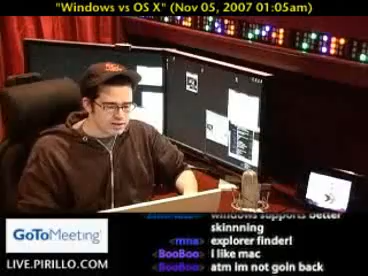 "Windows vs OS X" (Nov 05, 2007 01:05am)
windows supports better
skinnning
<mna> explorer finder!
<BooBoo> i like mac
<BooBoo> atm im not goin back
GoToMeeting
LIVE.PIRILLO.COM